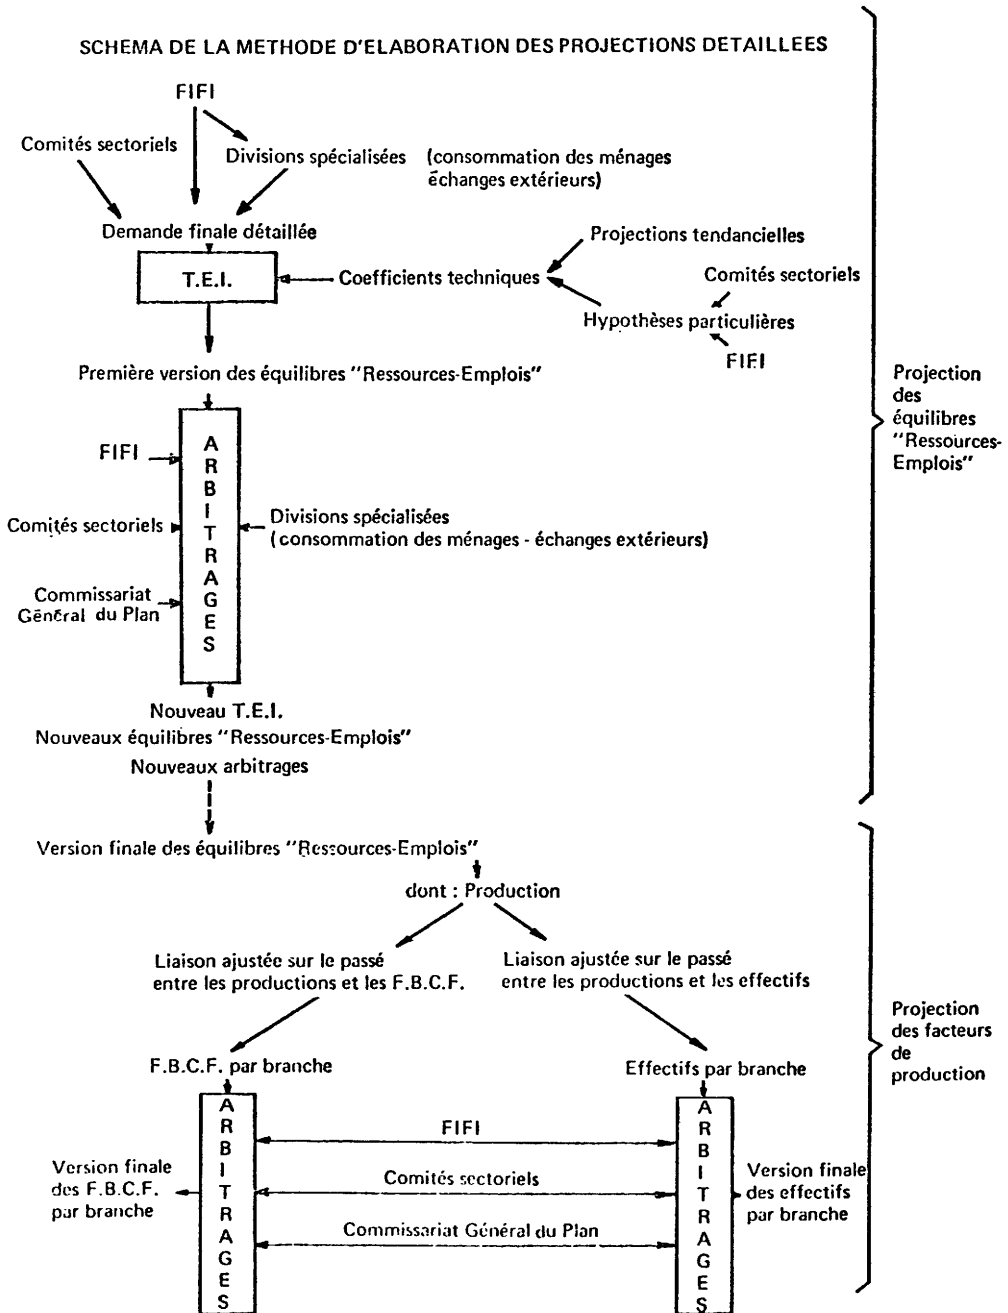 SCHEMA DE LA METHODE D'ELABORATION DES PROJECTIONS DETAILLEES
FIFI
Comités sectoriels
Divisions spécialisées (consommation des ménages
échanges extérieurs)
Demande finale détaillée
Projections tendancielles
T.E.I.
Coefficients techniques
Comités sectoriels
Hypothèses particulières
FIFI
Première version des équilibres "Ressources-Emplois"
Projection
des
équilibres
"Ressources-
Emplois"
ARBITRAGES
FIFI
Comités sectoriels
Divisions spécialisées
(consommation des ménages - échanges extérieurs)
Commissariat
Général du Plan
Nouveau T.E.I.
Nouveaux équilibres "Ressources-Emplois"
Nouveaux arbitrages
Version finale des équilibres "Ressources-Emplois"
dont : Production
Liaison ajustée sur le passé
entre les productions et les F.B.C.F.
Liaison ajustée sur le passé
entre les productions et les effectifs
Projection
des facteurs
de
production
F.B.C.F. par branche
Effectifs par branche
ARBITRAGES
ARBITRAGES
FIFI
Comités sectoriels
Commissariat Général du Plan
Version finale
des F.B.C.F.
par branche
Version finale
des effectifs
par branche